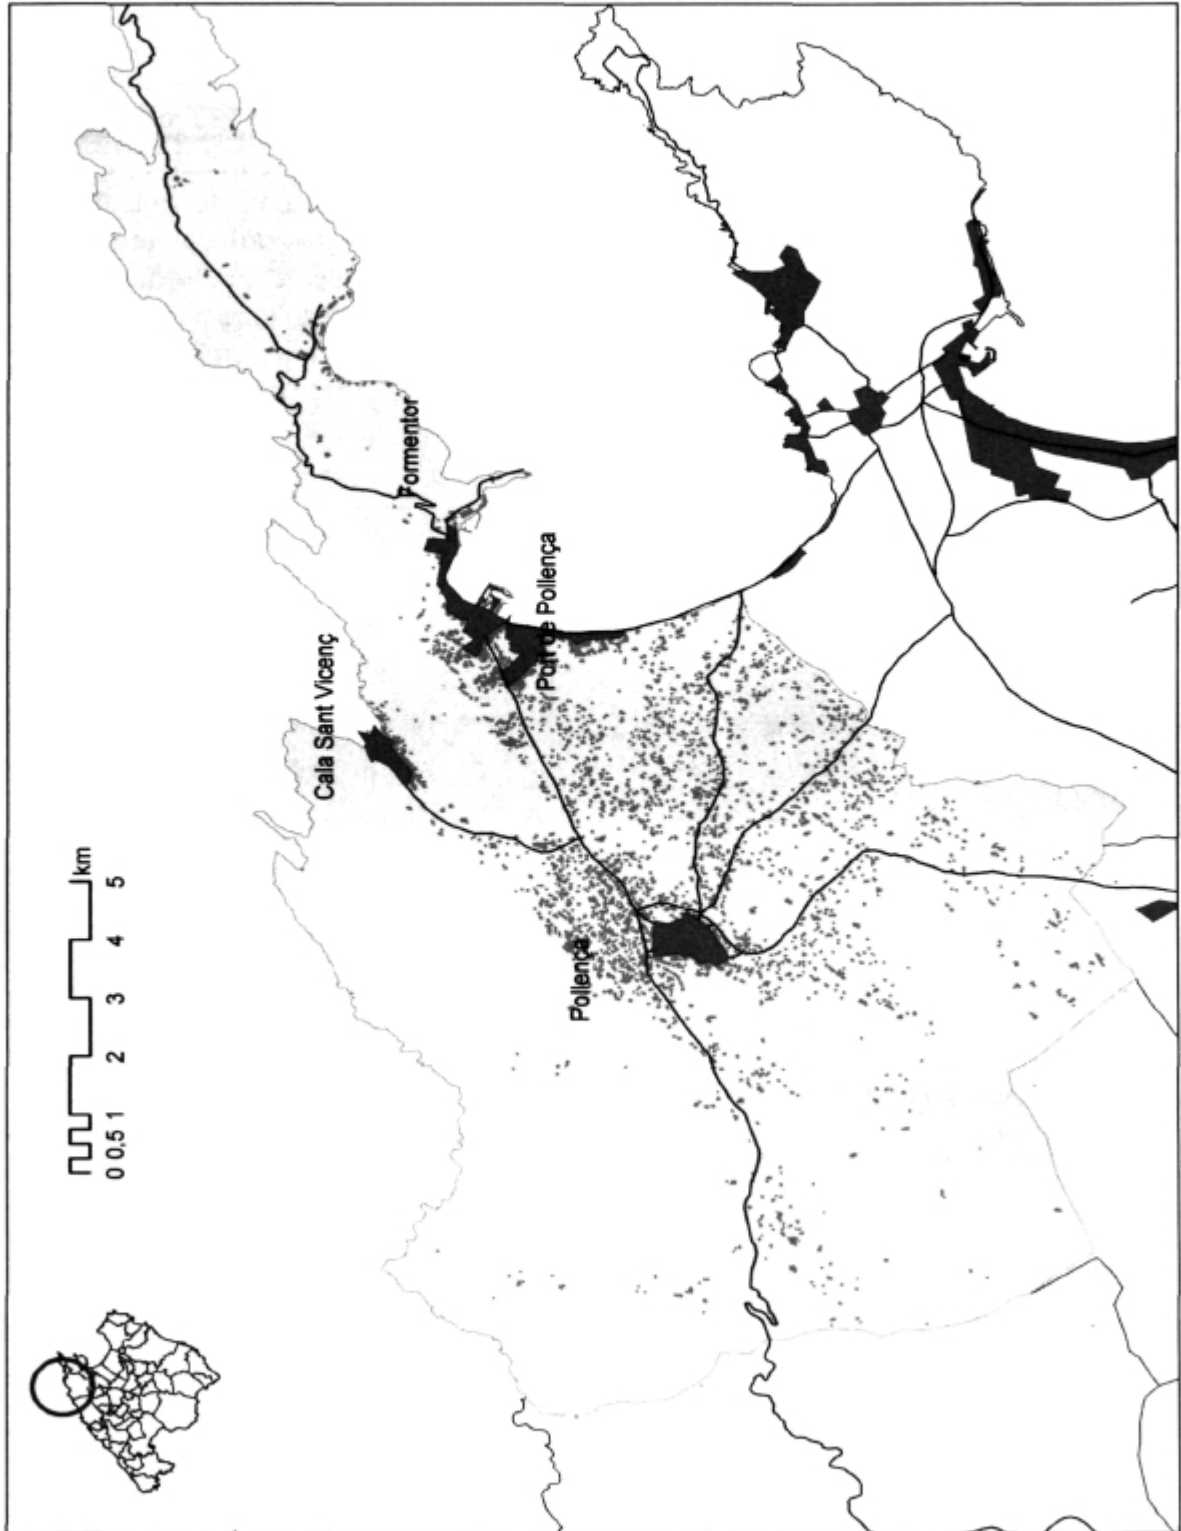 km
0 0,5 1 2 3 4 5
Cala Sant Vicenç
Formentor
Port de Pollença
Pollença